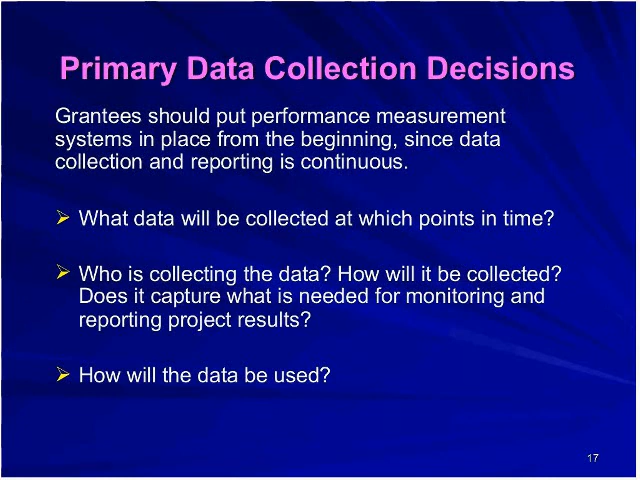 Primary Data Collection Decisions
Grantees should put performance measurement
systems in place from the beginning, since data
collection and reporting is continuous.
What data will be collected at which points in time?
Who is collecting the data? How will it be collected?
Does it capture what is needed for monitoring and
reporting project results?
How will the data be used?
17